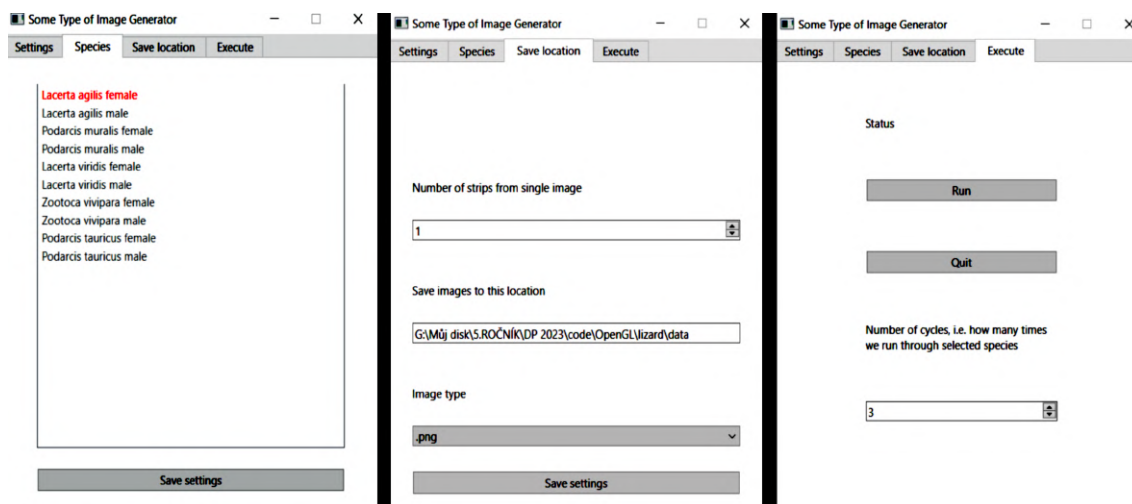 Some Type of Image Generator
Settings Species Save location Execute
Lacerta agilis female
Lacerta agilis male
Podarcis muralis female
Podarcis muralis male
Lacerta viridis female
Lacerta viridis male
Zootoca vivipara female
Zootoca vivipara male
Podarcis tauricus female
Podarcis tauricus male
Save settings
Some Type of Image Generator
Settings Species Save location Execute
Number of strips from single image
1
Save images to this location
G:\Můj disk\5.ROČNÍK\DP 2023\code\OpenGL\lizard\data
Image type
.png
Save settings
Some Type of Image Generator
Settings Species Save location Execute
Status
Run
Quit
Number of cycles, i.e. how many times
we run through selected species
3